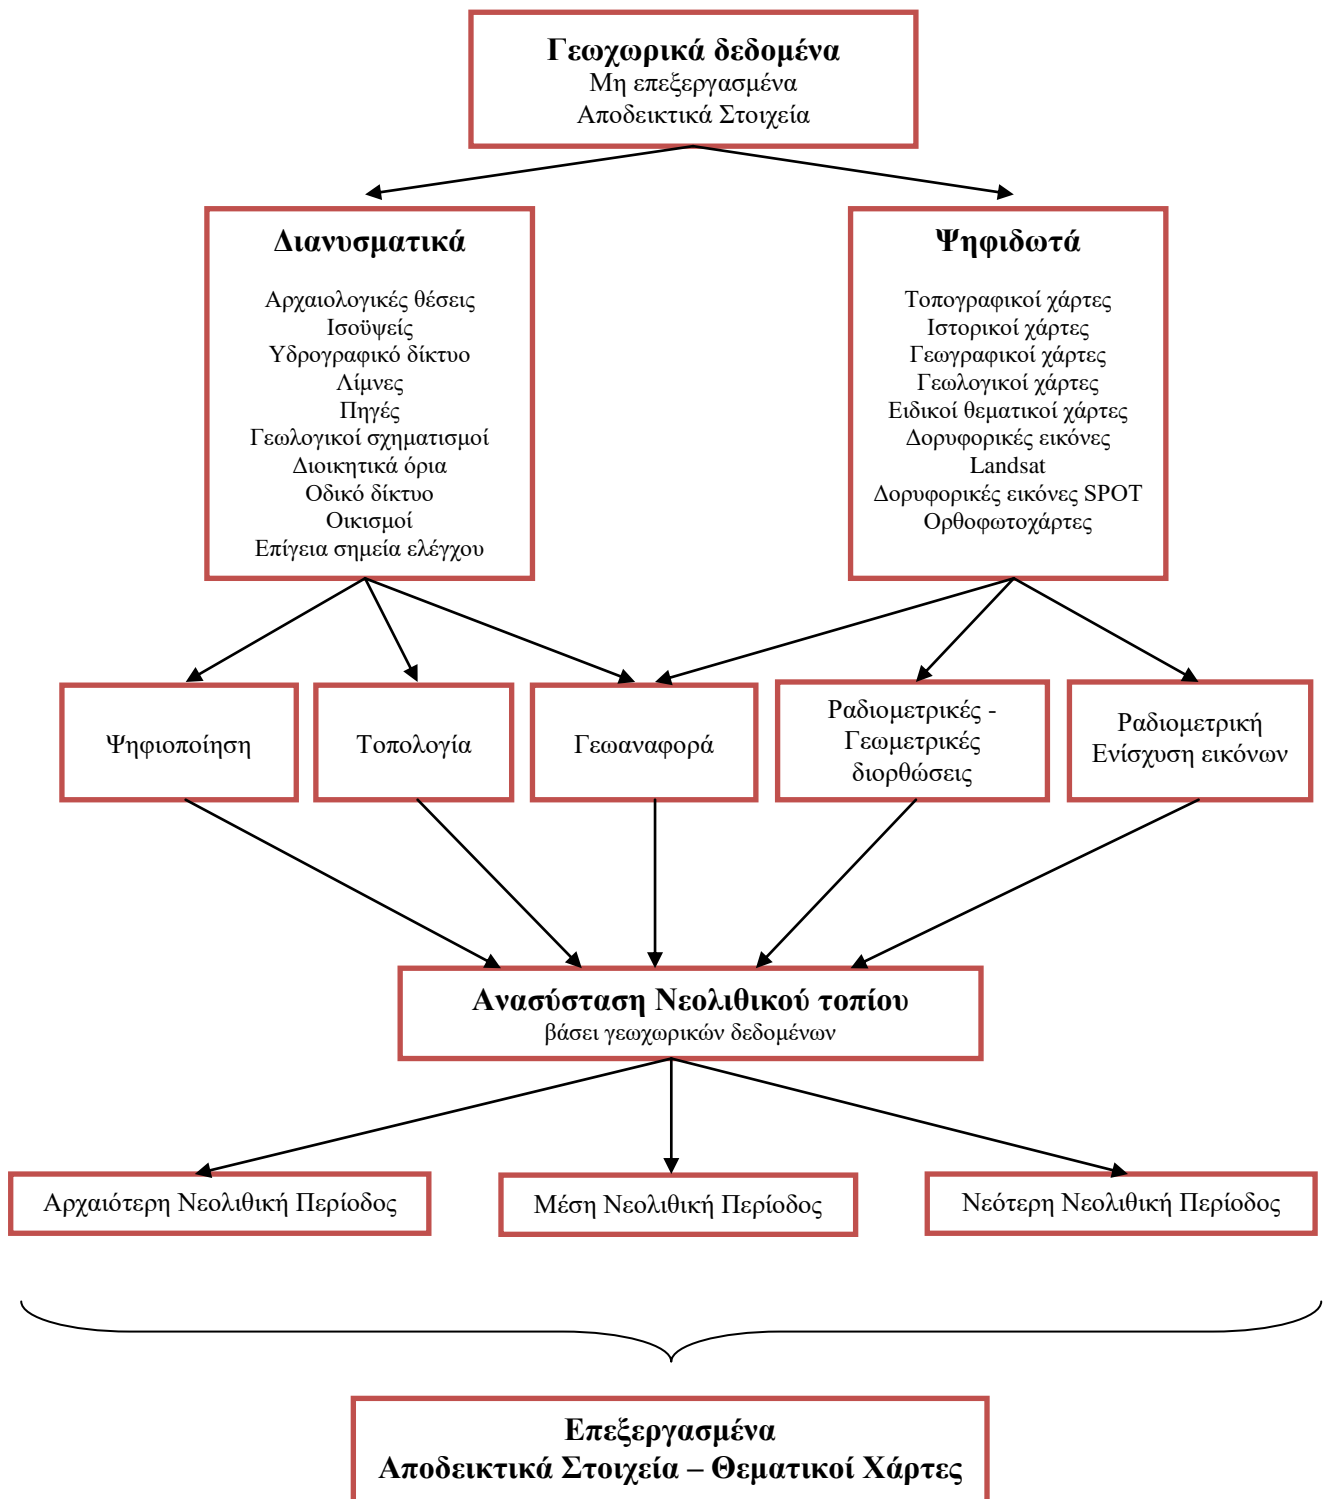 Γεωχωρικά δεδομένα
Μη επεξεργασμένα
Αποδεικτικά Στοιχεία
Διανυσματικά
Αρχαιολογικές θέσεις
Ισοϋψείς
Υδρογραφικό δίκτυο
Λίμνες
Πηγές
Γεωλογικοί σχηματισμοί
Διοικητικά όρια
Οδικό δίκτυο
Οικισμοί
Επίγεια σημεία ελέγχου
Ψηφιδωτά
Τοπογραφικοί χάρτες
Ιστορικοί χάρτες
Γεωγραφικοί χάρτες
Γεωλογικοί χάρτες
Ειδικοί θεματικοί χάρτες
Δορυφορικές εικόνες
Landsat
Δορυφορικές εικόνες SPOT
Ορθοφωτοχάρτες
Ψηφιοποίηση
Τοπολογία
Γεωαναφορά
Ραδιομετρικές -
Γεωμετρικές
διορθώσεις
Ραδιομετρική
Ενίσχυση εικόνων
Ανασύσταση Νεολιθικού τοπίου
βάσει γεωχωρικών δεδομένων
Αρχαιότερη Νεολιθική Περίοδος
Μέση Νεολιθική Περίοδος
Νεότερη Νεολιθική Περίοδος
Επεξεργασμένα
Αποδεικτικά Στοιχεία – Θεματικοί Χάρτες